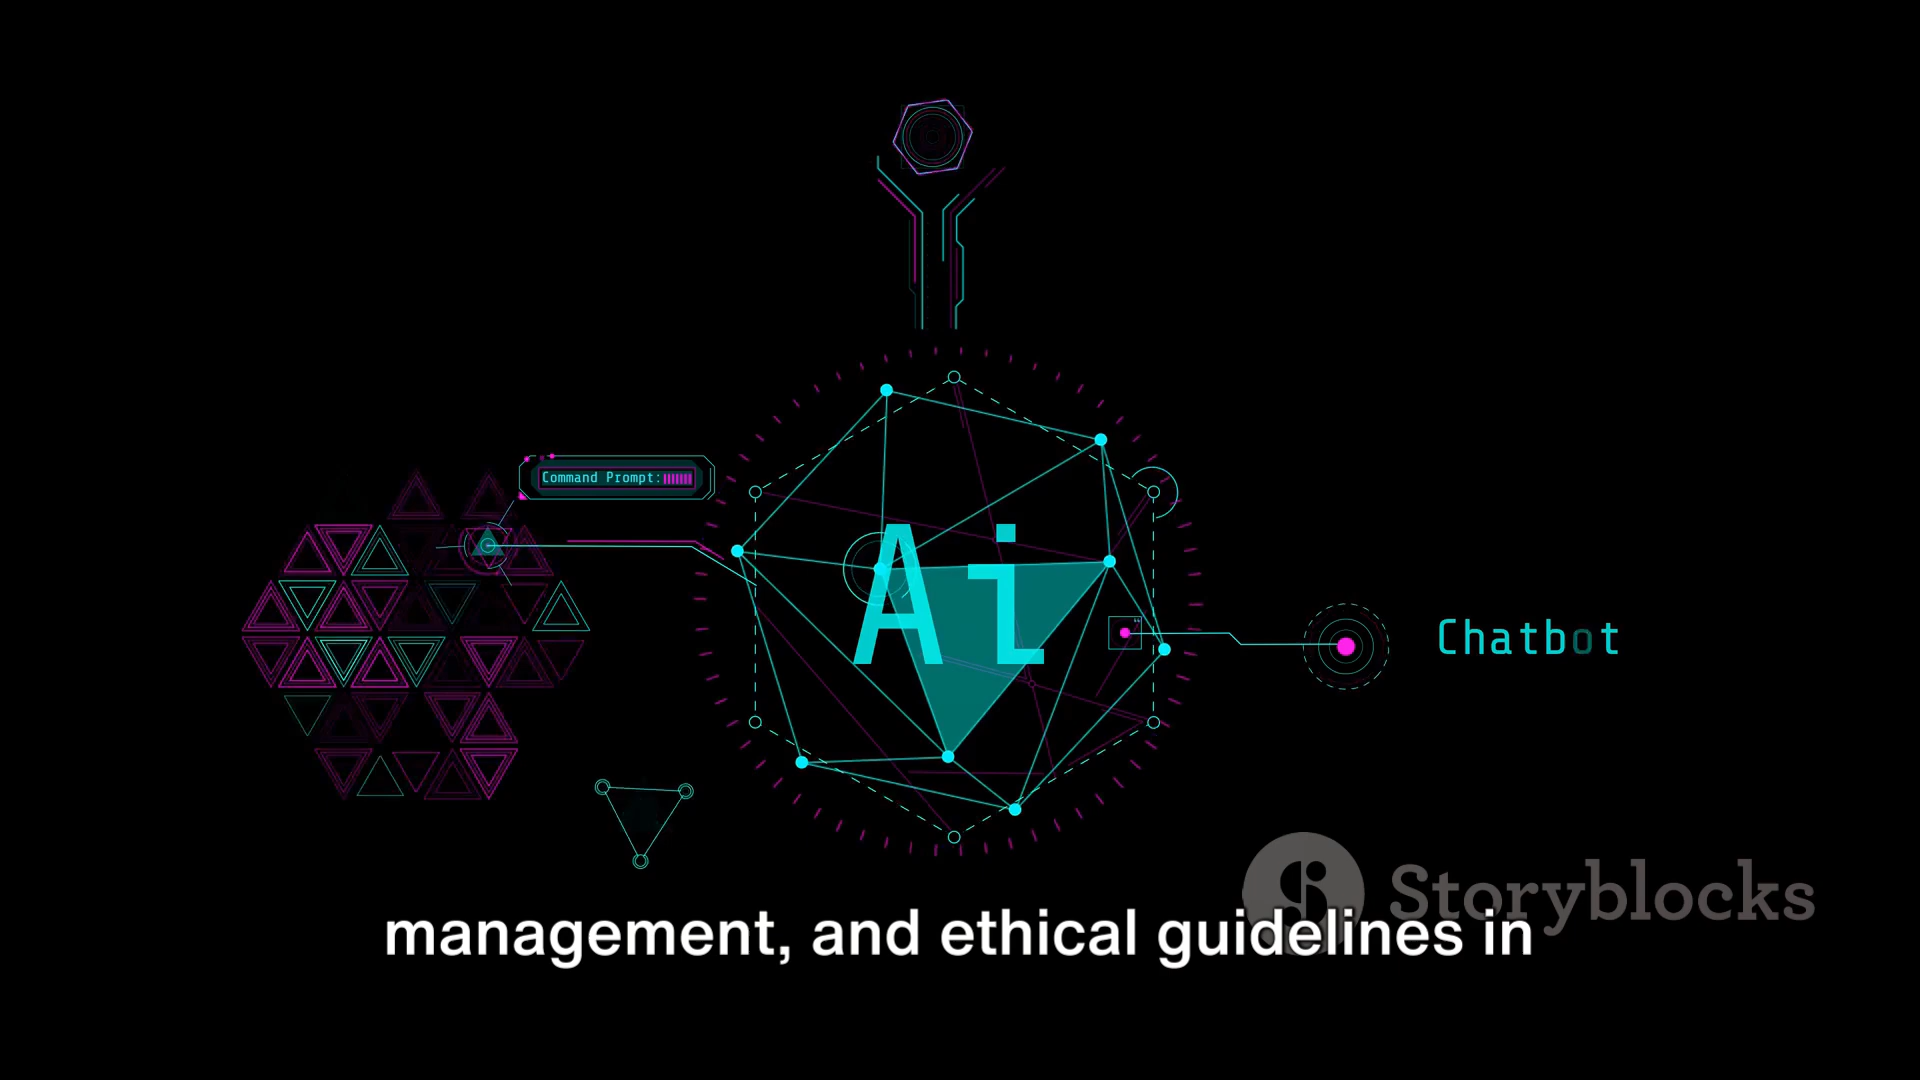 Command Prompt:
Ai
Chatbot
Storyblocks
management, and ethical guidelines in